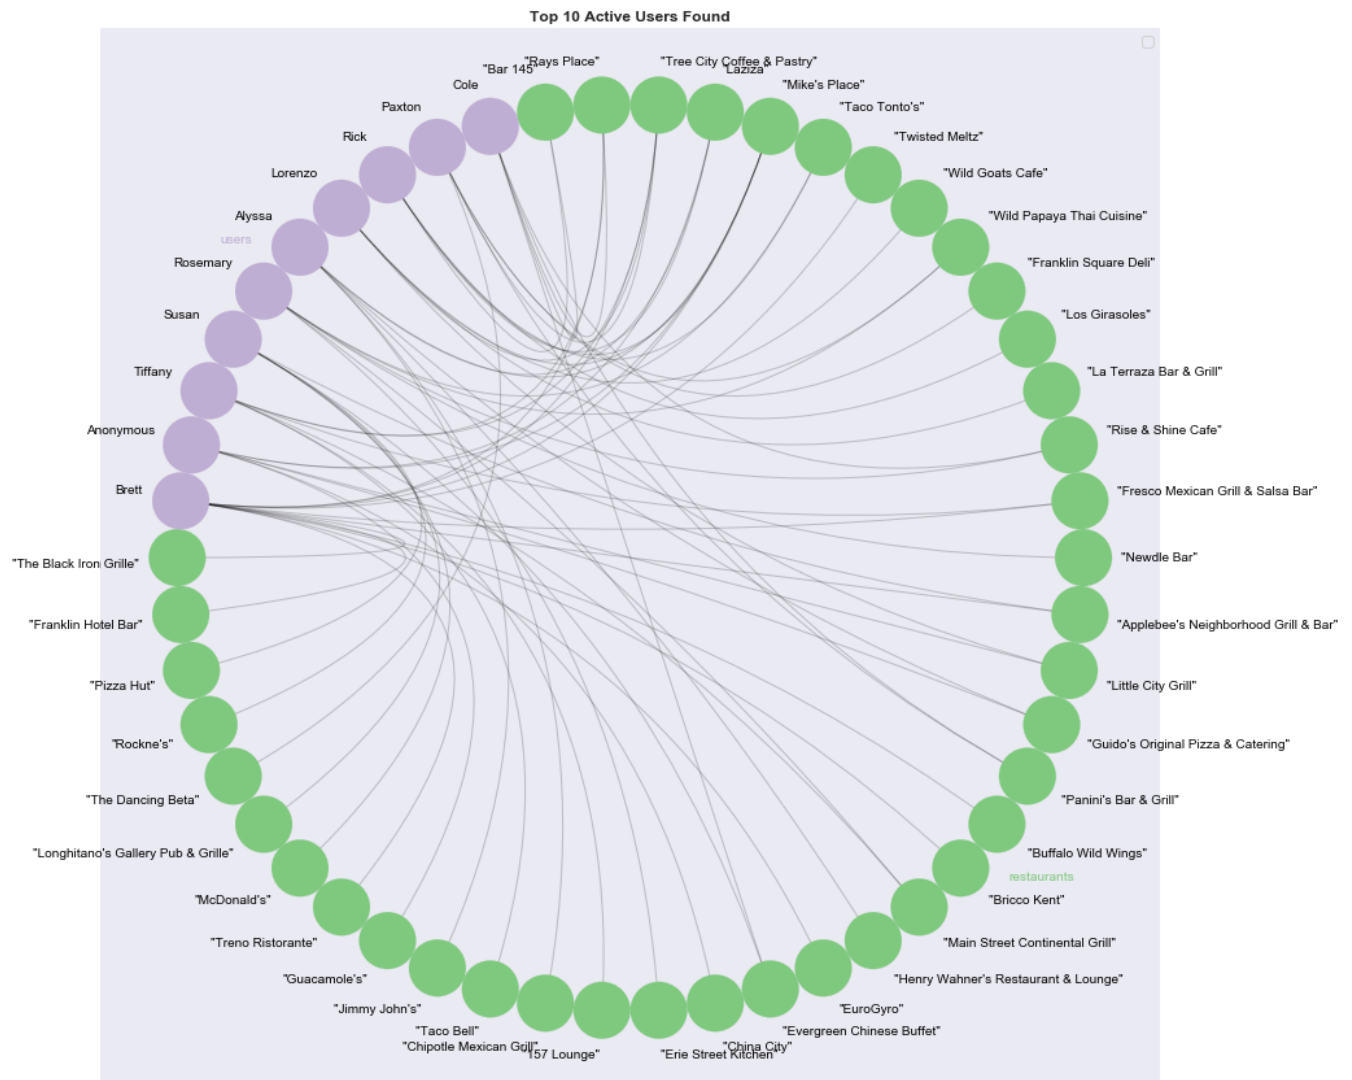 Top 10 Active Users Found
"Rays Place"
"Tree City Coffee & Pastry"
"Bar 145"
"Laziza"
Cole
"Mike's Place"
Paxton
"Taco Tonto's"
Rick
"Twisted Meltz"
Lorenzo
"Wild Goats Cafe"
Alyssa
"Wild Papaya Thai Cuisine"
users
Rosemary
"Franklin Square Deli"
Susan
"Los Girasoles"
Tiffany
"La Terraza Bar & Grill"
Anonymous
"Rise & Shine Cafe"
Brett
"Fresco Mexican Grill & Salsa Bar"
"Newdle Bar"
"The Black Iron Grille"
"Franklin Hotel Bar"
"Applebee's Neighborhood Grill & Bar"
"Pizza Hut"
"Little City Grill"
"Rockne's"
"Guido's Original Pizza & Catering"
"The Dancing Beta"
"Panini's Bar & Grill"
"Longhitano's Gallery Pub & Grille"
"Buffalo Wild Wings"
restaurants
"McDonald's"
"Bricco Kent"
"Treno Ristorante"
"Main Street Continental Grill"
"Guacamole's"
"Henry Wahner's Restaurant & Lounge"
"Jimmy John's"
"EuroGyro"
"Taco Bell"
"Evergreen Chinese Buffet"
"Chipotle Mexican Grill"
"China City"
"157 Lounge"
"Erie Street Kitchen"